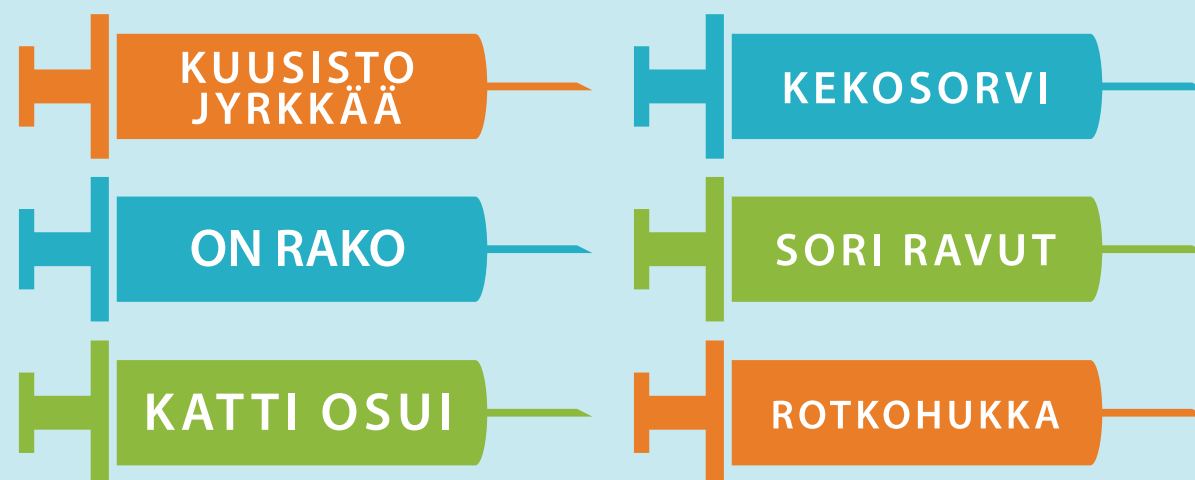 KUUSISTO
JYRKKÄÄ
KEKOSORVI
ON RAKO
SORI RAVUT
KATTI OSUI
ROTKOHUKKA